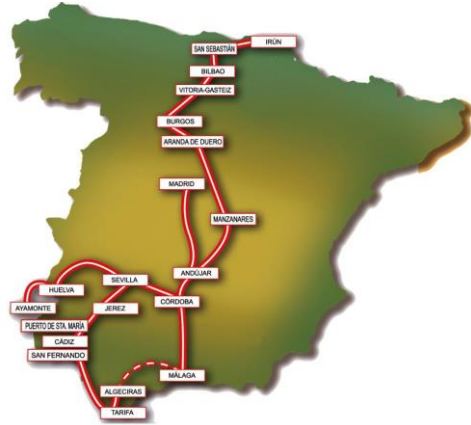 IRÚN
SAN SEBASTIÁN
BILBAO
VITORIA-GASTEIZ
BURGOS
ARANDA DE DUERO
MADRID
MANZANARES
ANDÚJAR
SEVILLA
HUELVA
CÓRDOBA
AYAMONTE
JEREZ
PUERTO DE STA. MARÍA
CÁDIZ
SAN FERNANDO
MÁLAGA
ALGECIRAS
TARIFA